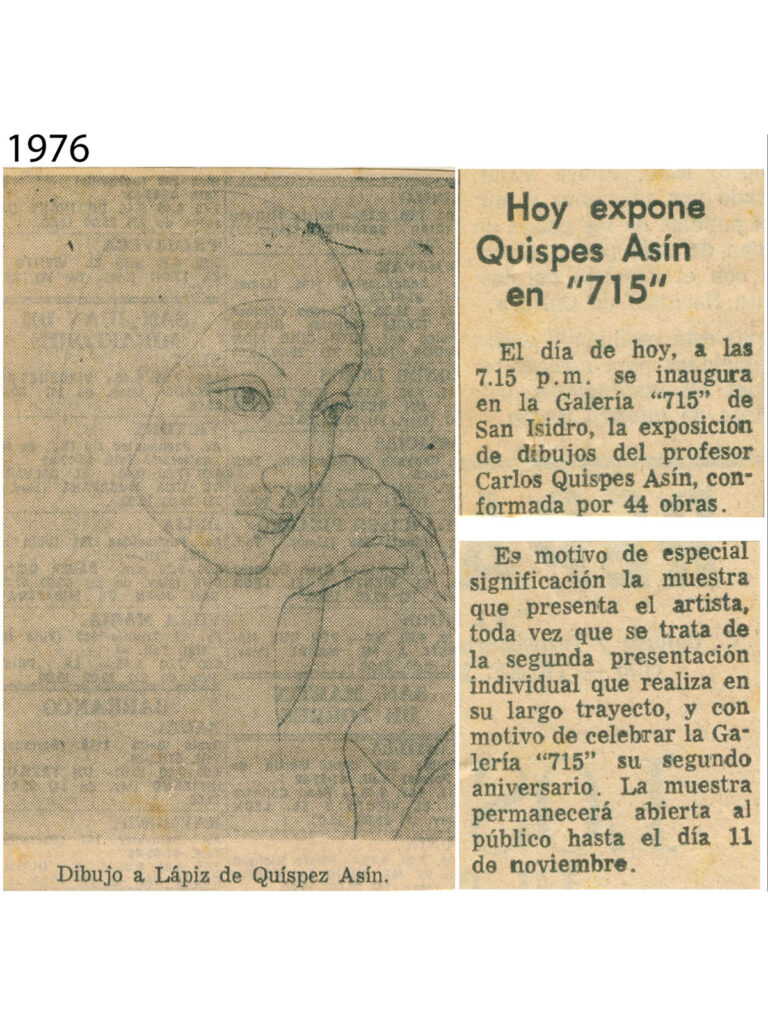 1976
Dibujo a Lápiz de Quíspez Asín.
Hoy expone
Quispes Asín
en "715"
El día de hoy, a las
7.15 p.m. se inaugura
en la Galería "715" de
San Isidro, la exposición
de dibujos del profesor
Carlos Quispes Asín, con-
formada por 44 obras.
Es motivo de especial
significación la muestra
que presenta el artista,
toda vez que se trata de
la segunda presentación
individual que realiza en
su largo trayecto, y con
motivo de celebrar la Ga-
lería "715" su segundo
aniversario. La muestra
permanecerá abierta al
público hasta el día 11
de noviembre.